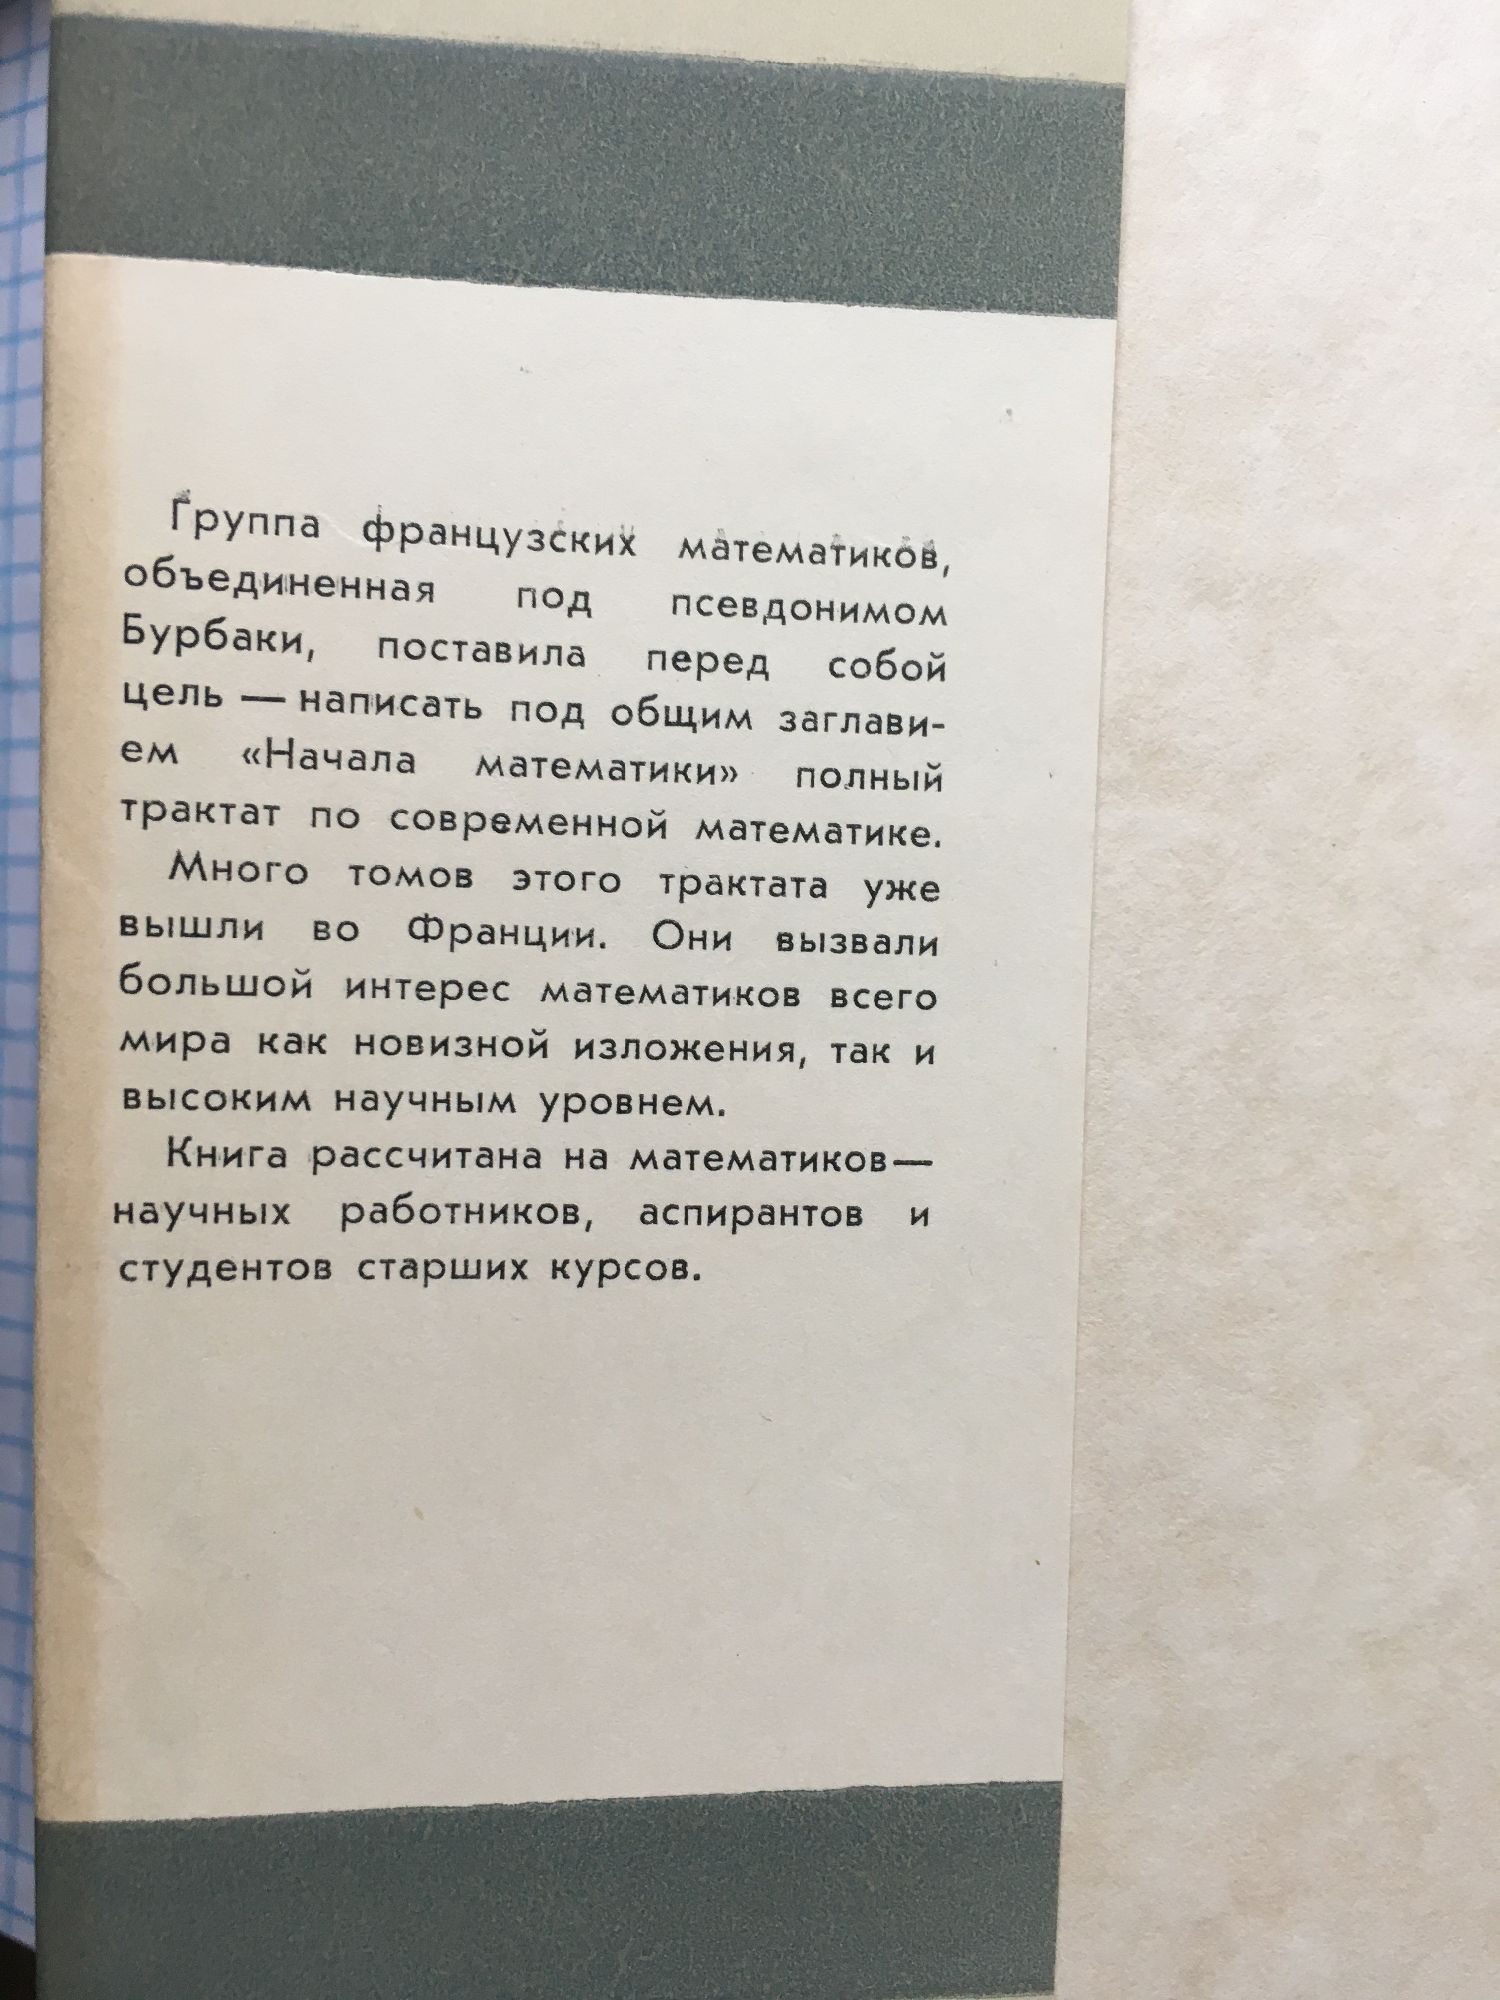 Группа французских математиков,
объединенная под псевдонимом
Бурбаки, поставила перед собой
цель — написать под общим заглави-
ем «Начала математики» полный
трактат по современной математике.
Много томов этого трактата уже
вышли во Франции. Они вызвали
большой интерес математиков всего
мира как новизной изложения, так и
высоким научным уровнем.
Книга рассчитана на математиков—
научных работников, аспирантов и
студентов старших курсов.